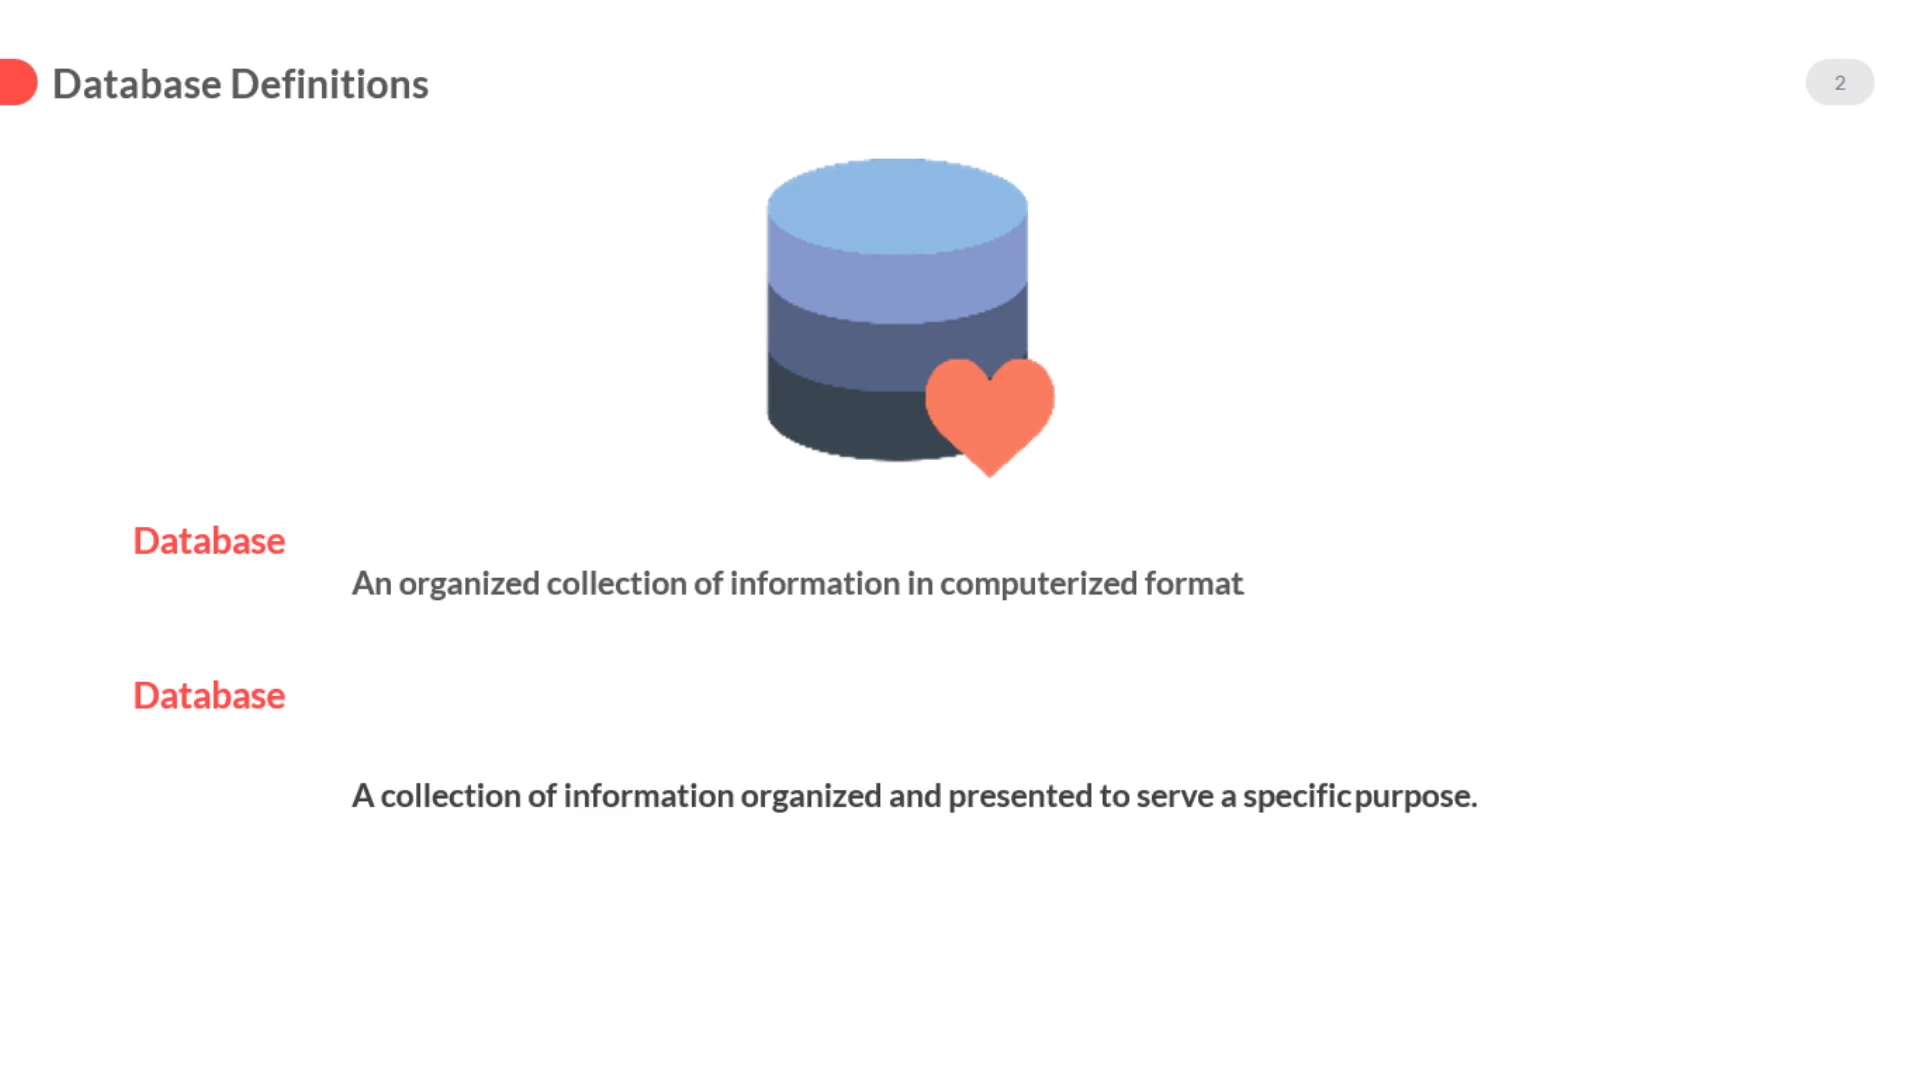 Database Definitions
2
Database
An organized collection of information in computerized format
Database
A collection of information organized and presented to serve a specific purpose.